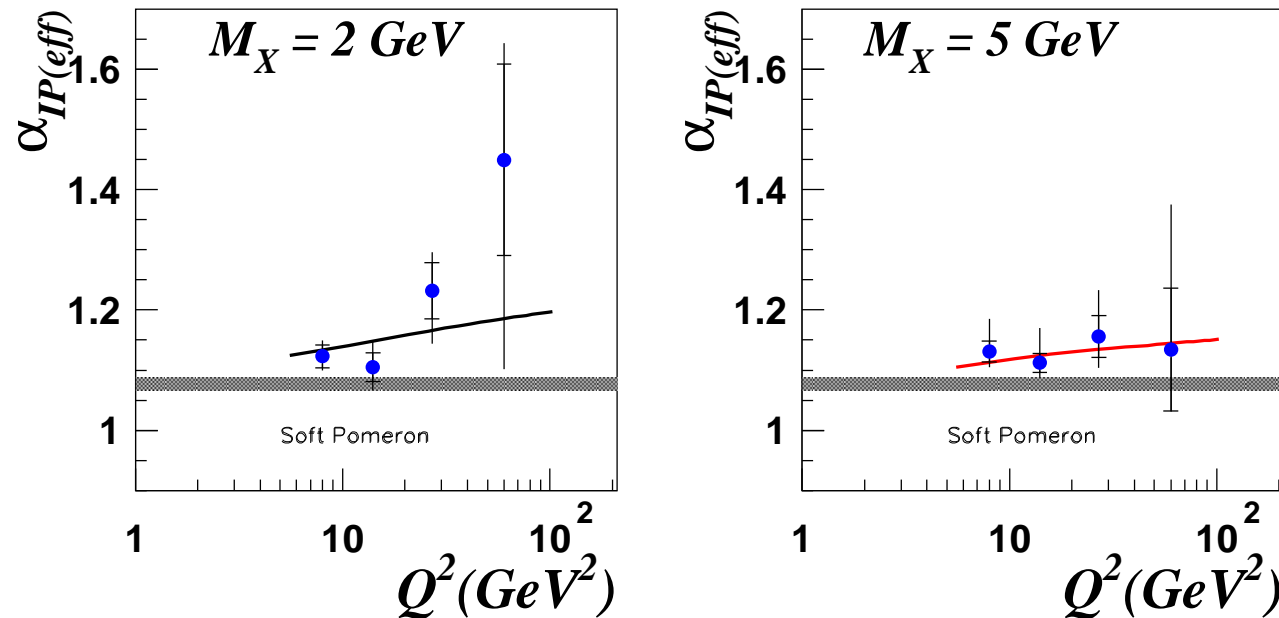 M_X = 2 GeV
α_IP(eff)
1.6
1.4
1.2
1
Soft Pomeron
1 10 10^2
Q^2(GeV^2)
M_X = 5 GeV
α_IP(eff)
1.6
1.4
1.2
1
Soft Pomeron
1 10 10^2
Q^2(GeV^2)